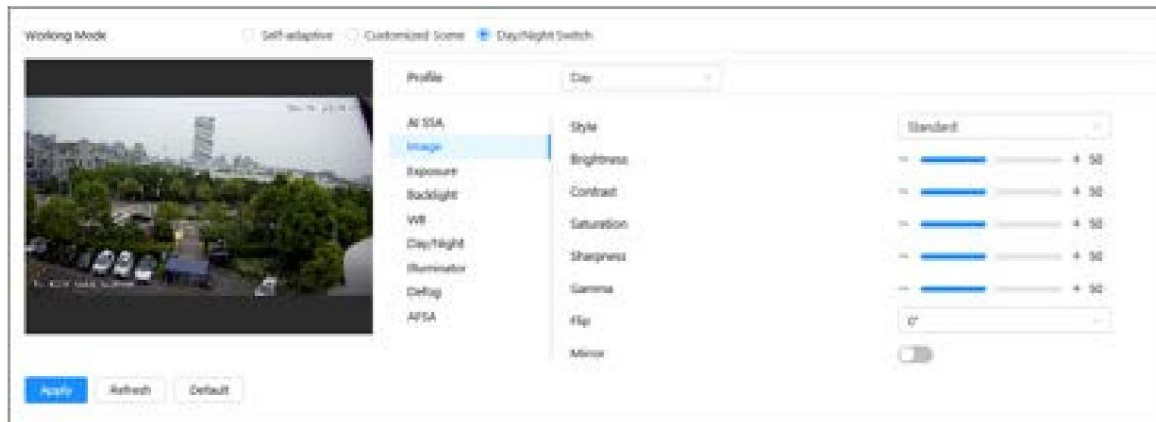 Working Mode Self-adaptive Customized Scene Day/Night Switch
Profile Day
AI SSA
Image
Exposure
Backlight
WB
Day/Night
Illuminator
Defog
AFSA
Style Standard
Brightness - + 50
Contrast - + 50
Saturation - + 50
Sharpness - + 50
Gamma - + 50
Flip 0°
Mirror
Apply Refresh Default